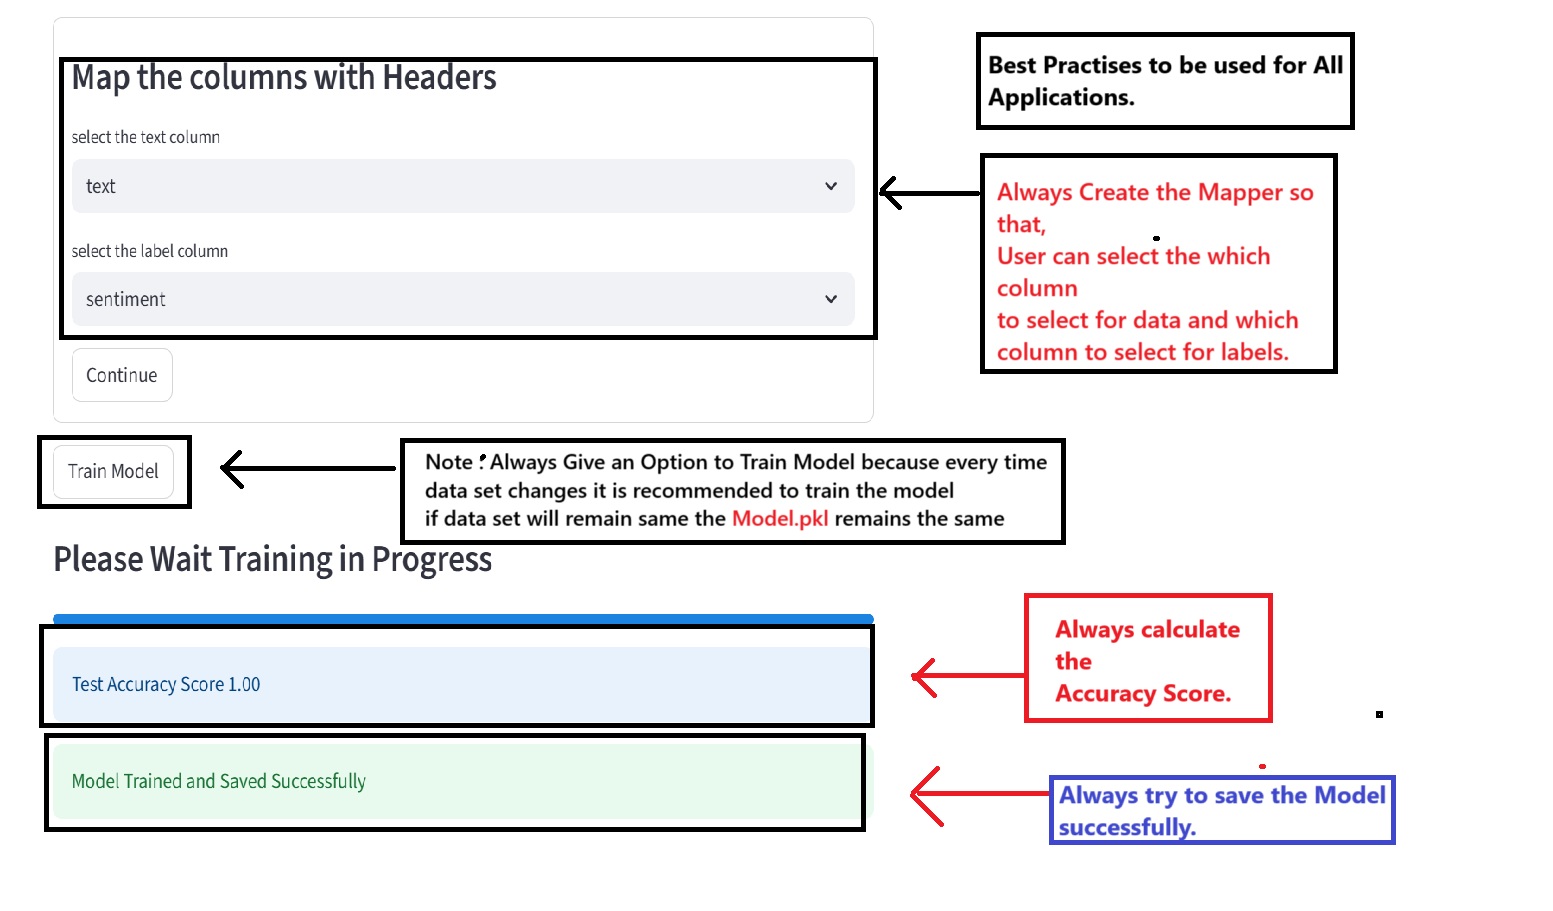 Map the columns with Headers
select the text column
text
select the label column
sentiment
Continue
Best Practises to be used for All
Applications.
Always Create the Mapper so
that,
User can select the which
column
to select for data and which
column to select for labels.
Train Model
Note : Always Give an Option to Train Model because every time
data set changes it is recommended to train the model
if data set will remain same the Model.pkl remains the same
Please Wait Training in Progress
Test Accuracy Score 1.00
Always calculate
the
Accuracy Score.
Model Trained and Saved Successfully
Always try to save the Model
successfully.